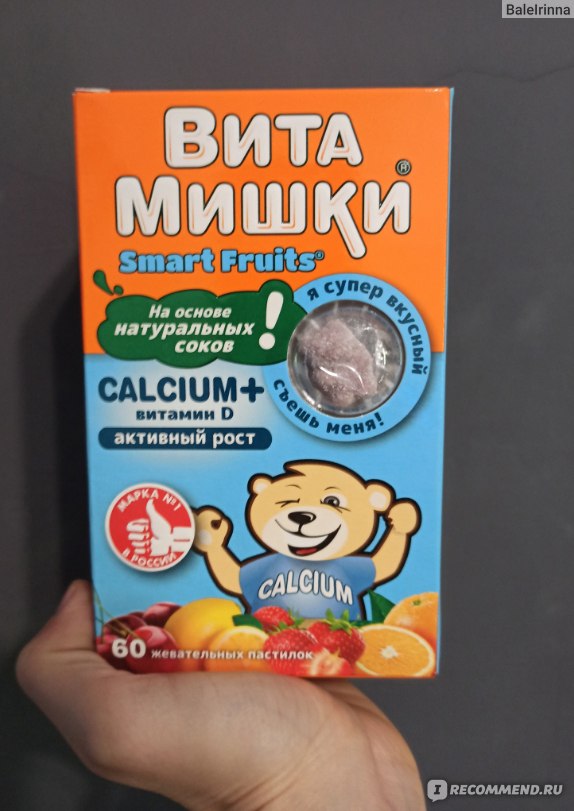 BaleIrinna
ВИТА
МИШКИ®
Smart Fruits®
На основе
натуральных
соков
!
я супер вкусный
съешь меня!
CALCIUM+
витамин D
активный рост
МАРКА №1
В РОССИИ
CALCIUM
60 жевательных пастилок
I RECOMMEND.RU